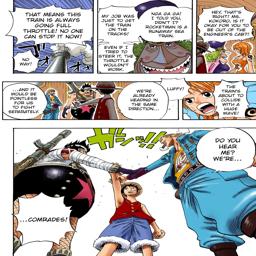 HEY, THAT'S
RIGHT! MS.
KOKORO, IS IT
OKAY FOR YOU TO
BE OUT OF THE
ENGINEER'S CAB?!
NGA GA GA!
I TOLD YOU,
DIDN'T I?
ROCKETMAN IS A
RUNAWAY SEA
TRAIN.
MY JOB WAS
JUST TO GET
THE TRAIN
ON THE
TRACKS!
EVEN IF I
TRIED TO
STEER IT, THE
THROTTLE
WOULDN'T
WORK.
THAT MEANS THIS
TRAIN IS ALWAYS
GOING FULL
THROTTLE! NO ONE
CAN STOP IT NOW!
NO
WAY!
THE
TRAIN'S
ABOUT TO
COLLIDE
WITH A
HUGE
WAVE!
LUFFY!
WE'RE
ALREADY
HEADING IN
THE SAME
DIRECTION...
...AND IT
WOULD BE
POINTLESS
FOR US TO
FIGHT
SEPARATELY.
DO YOU
HEAR ME?
WE'RE...
ガシッ
...COMRADES!